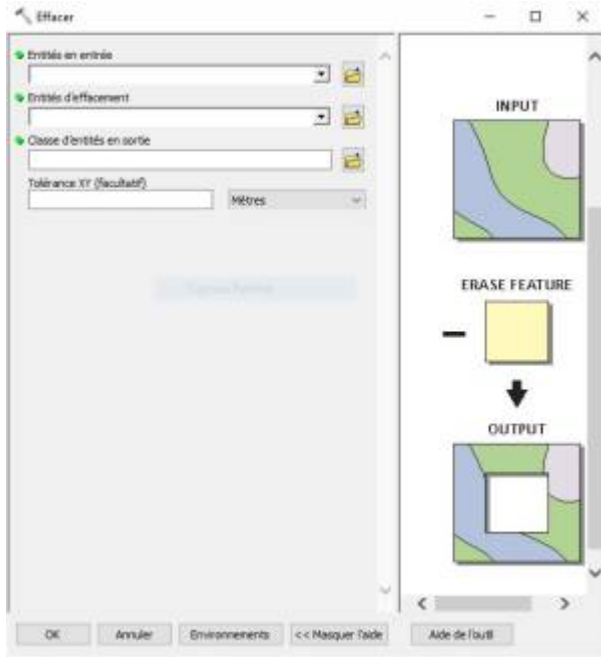 Effacer
Entités en entrée
Entités d'effacement
Classe d'entités en sortie
Tolérance XY (facultatif)
Mètres
INPUT
ERASE FEATURE
OUTPUT
OK
Annuler
Environnements
<< Masquer l'aide
Aide de l'outil